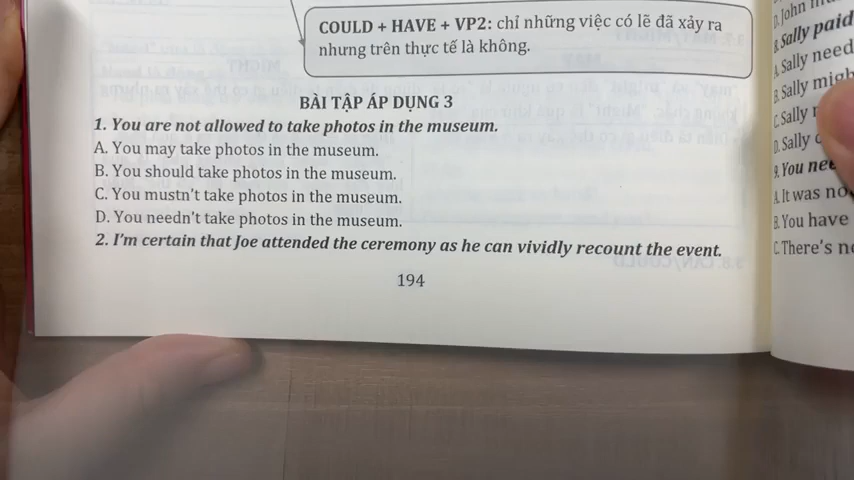 COULD + HAVE + VP2: chỉ những việc có lẽ đã xảy ra
nhưng trên thực tế là không.
BÀI TẬP ÁP DỤNG 3
1. You are not allowed to take photos in the museum.
A. You may take photos in the museum.
B. You should take photos in the museum.
C. You mustn't take photos in the museum.
D. You needn't take photos in the museum.
2. I'm certain that Joe attended the ceremony as he can vividly recount the event.
194
D. John
8. Sally paid
A. Sally need
B. Sally migh
C. Sally
D. Sally
9. You nee
A. It was no
B. You have
C. There's n